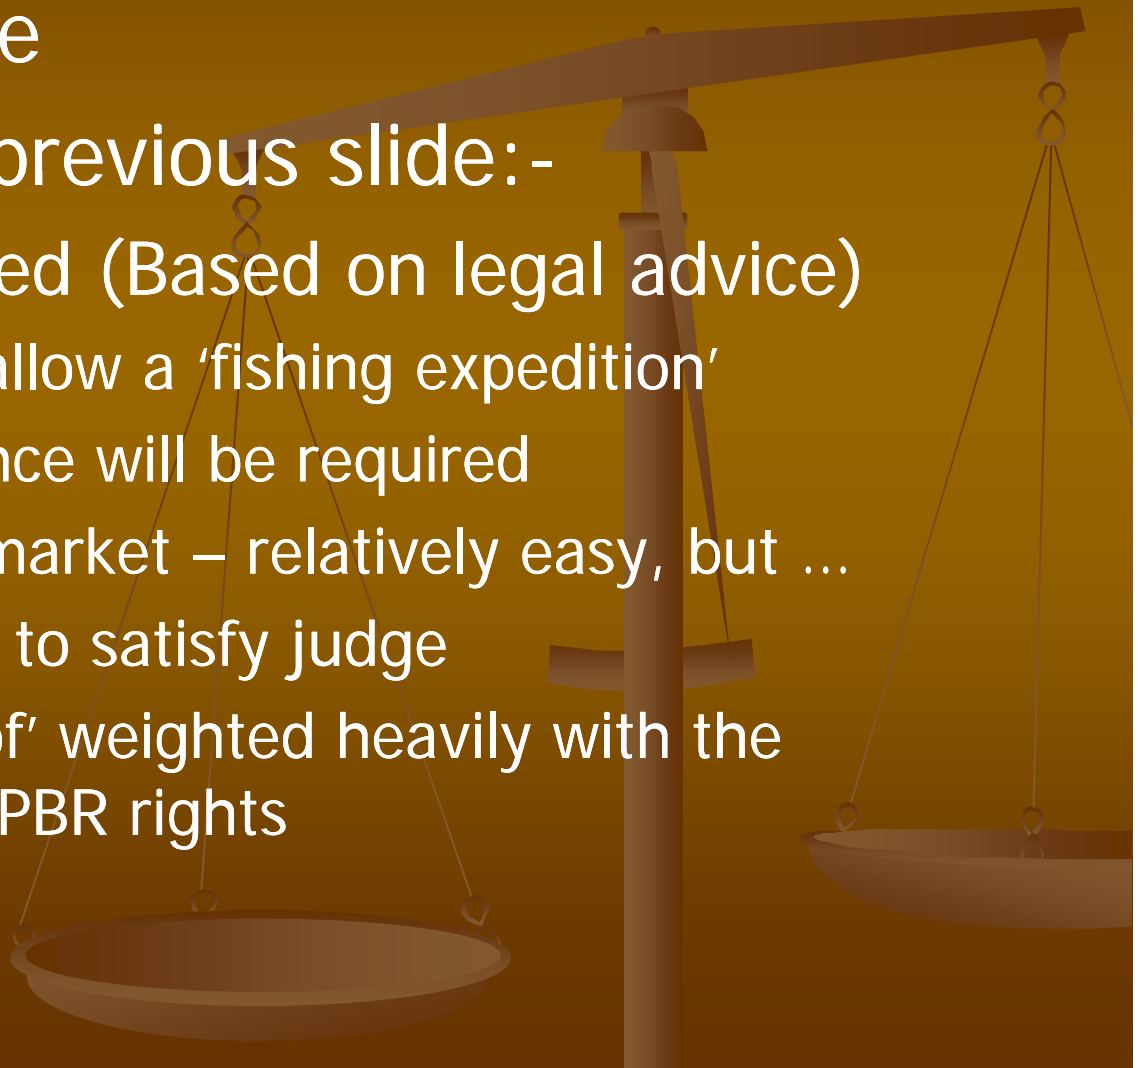 e
previous slide:-
ed (Based on legal advice)
allow a ‘fishing expedition’
nce will be required
market – relatively easy, but …
to satisfy judge
of’ weighted heavily with the
PBR rights